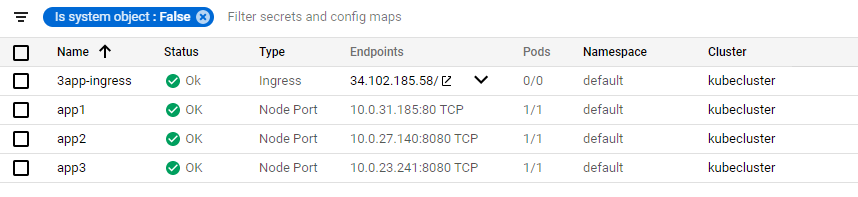 Is system object : False Filter secrets and config maps
Name Status Type Endpoints Pods Namespace Cluster
3app-ingress Ok Ingress 34.102.185.58/ 0/0 default kubecluster
app1 OK Node Port 10.0.31.185:80 TCP 1/1 default kubecluster
app2 OK Node Port 10.0.27.140:8080 TCP 1/1 default kubecluster
app3 OK Node Port 10.0.23.241:8080 TCP 1/1 default kubecluster